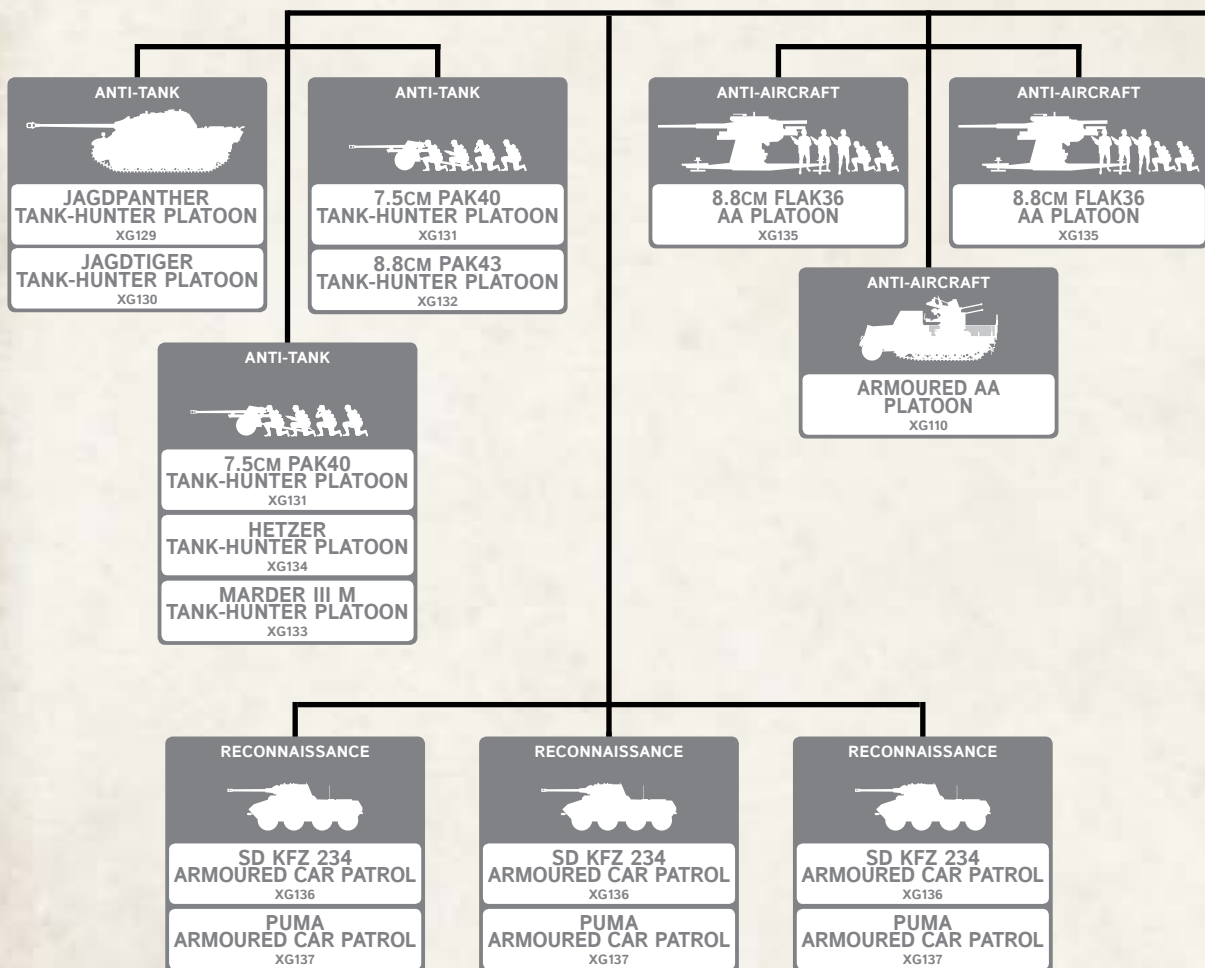 ANTI-TANK
JAGDPANTHER
TANK-HUNTER PLATOON
XG129
JAGDTIGER
TANK-HUNTER PLATOON
XG130
ANTI-TANK
7.5CM PAK40
TANK-HUNTER PLATOON
XG131
8.8CM PAK43
TANK-HUNTER PLATOON
XG132
ANTI-AIRCRAFT
8.8CM FLAK36
AA PLATOON
XG135
ANTI-AIRCRAFT
8.8CM FLAK36
AA PLATOON
XG135
ANTI-AIRCRAFT
ARMOURED AA
PLATOON
XG110
ANTI-TANK
7.5CM PAK40
TANK-HUNTER PLATOON
XG131
HETZER
TANK-HUNTER PLATOON
XG134
MARDER III M
TANK-HUNTER PLATOON
XG133
RECONNAISSANCE
SD KFZ 234
ARMOURED CAR PATROL
XG136
PUMA
ARMOURED CAR PATROL
XG137
RECONNAISSANCE
SD KFZ 234
ARMOURED CAR PATROL
XG136
PUMA
ARMOURED CAR PATROL
XG137
RECONNAISSANCE
SD KFZ 234
ARMOURED CAR PATROL
XG136
PUMA
ARMOURED CAR PATROL
XG137